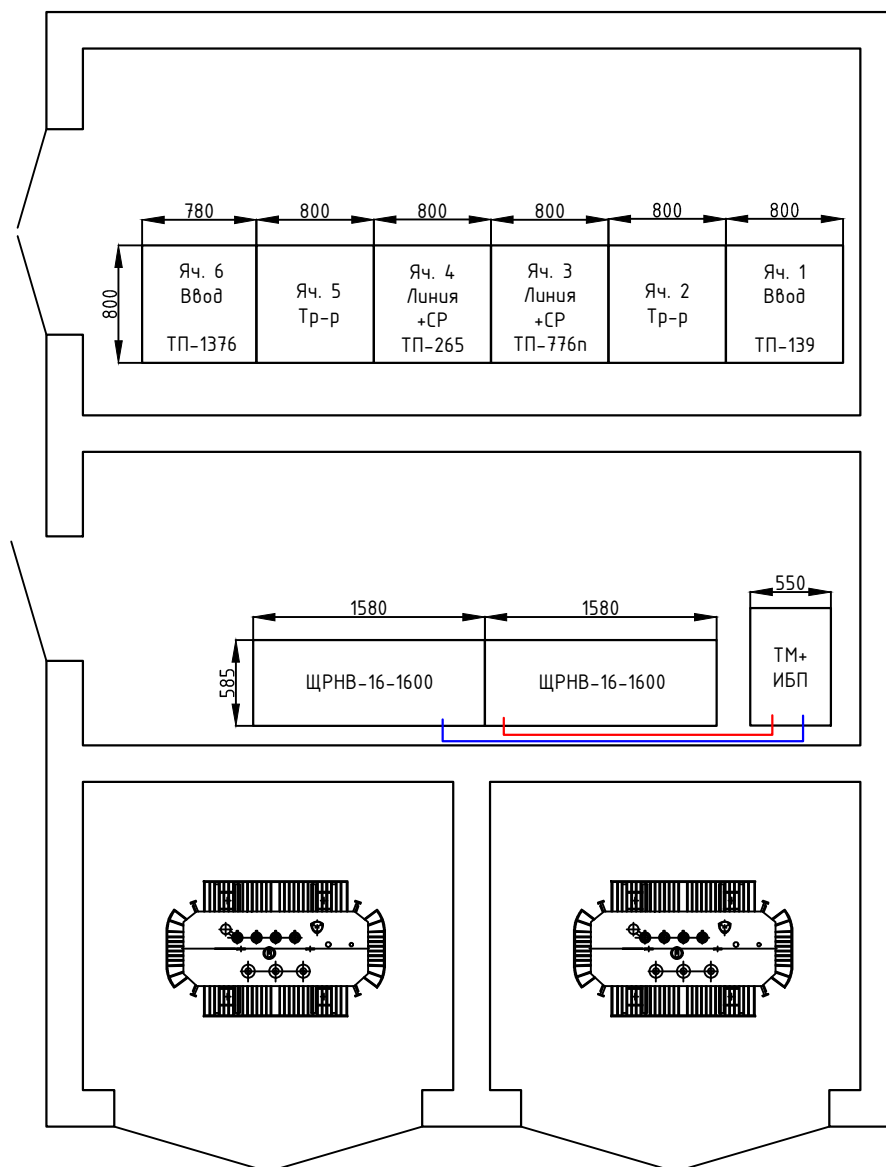 780 800 800 800 800 800
800
Яч. 6
Ввод
ТП-1376
Яч. 5
Тр-р
Яч. 4
Линия
+СР
ТП-265
Яч. 3
Линия
+СР
ТП-776п
Яч. 2
Тр-р
Яч. 1
Ввод
ТП-139
1580 1580 550
585
ЩРНВ-16-1600
ЩРНВ-16-1600
ТМ+
ИБП